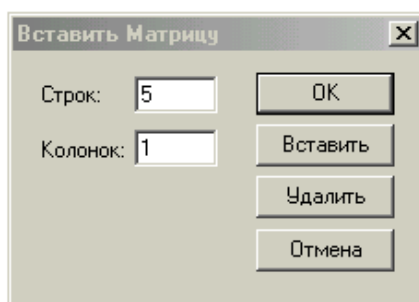 Вставить Матрицу
Строк: 5 OK
Колонок: 1 Вставить
Удалить
Отмена